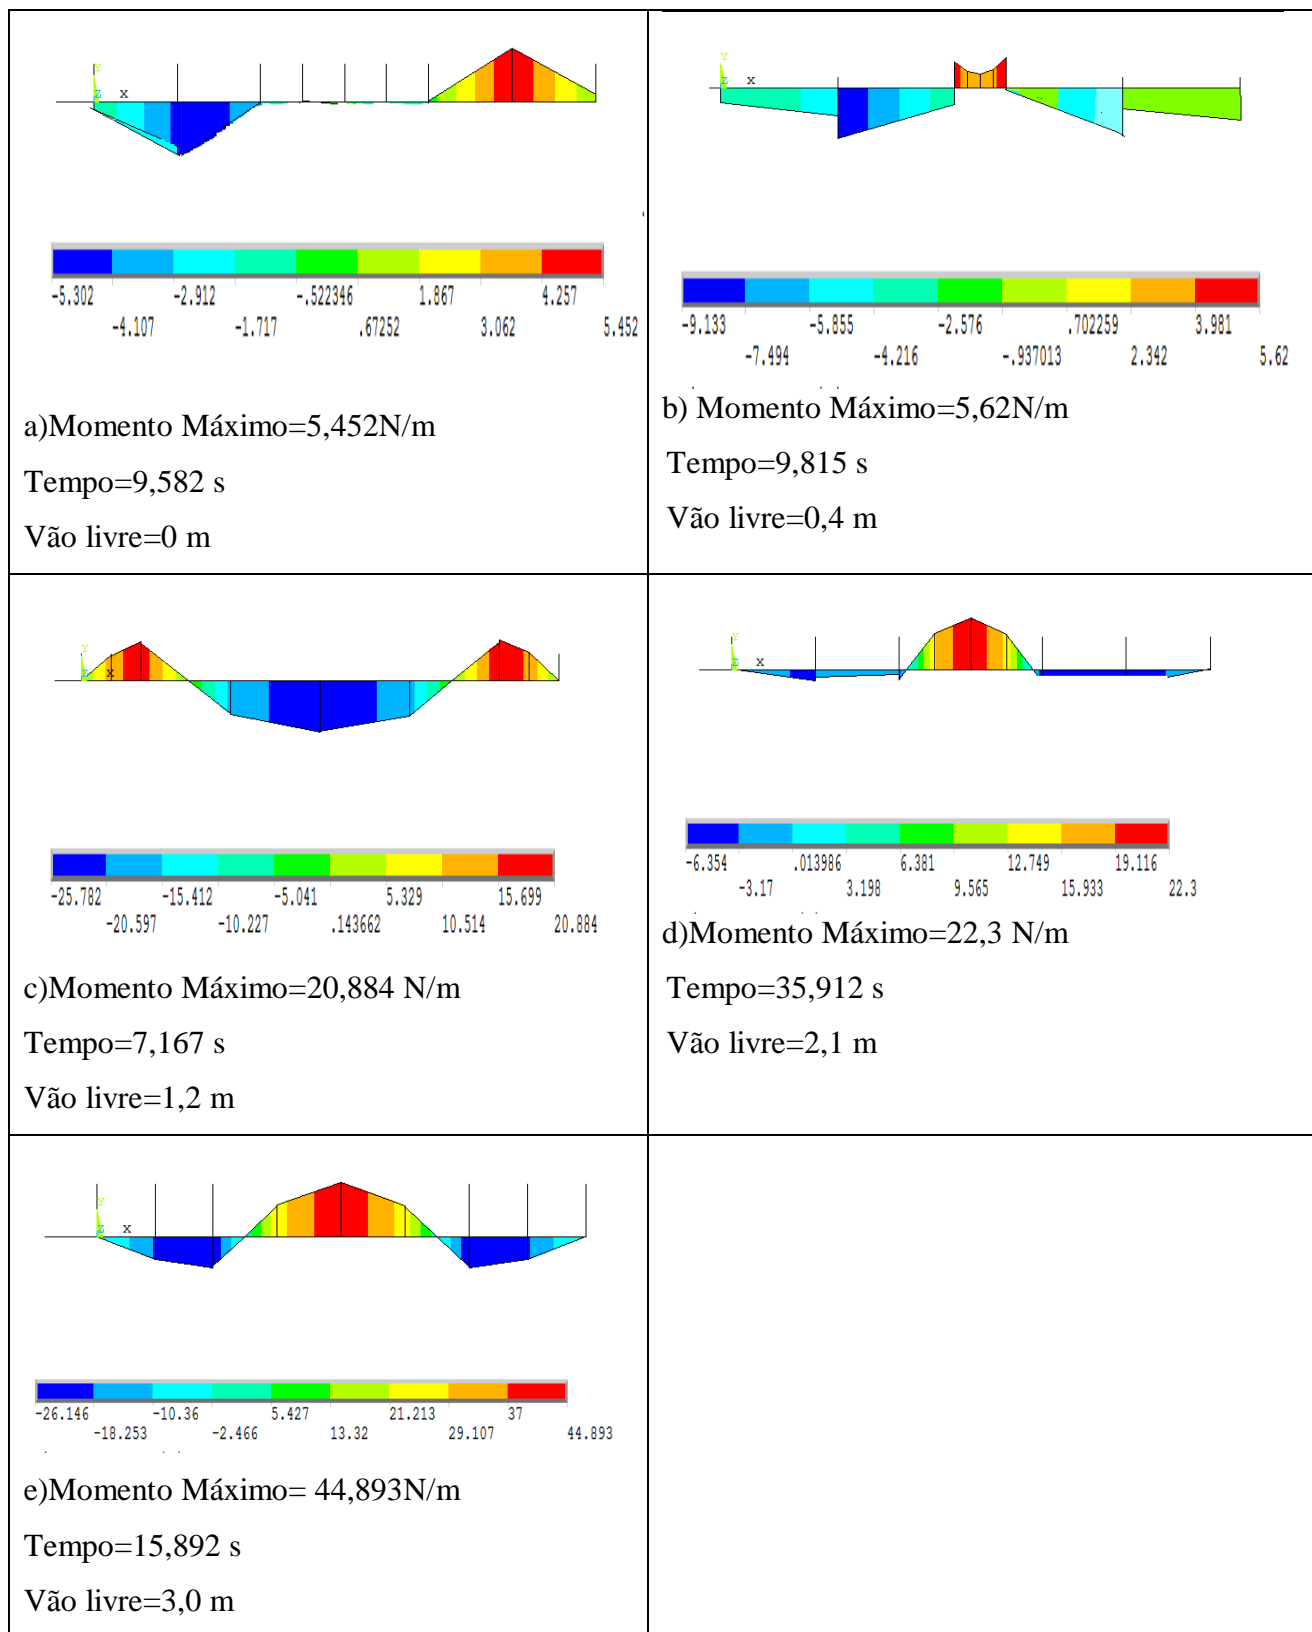 Y
Z X
-5.302 -2.912 -.522346 1.867 4.257
-4.107 -1.717 .67252 3.062 5.452
a)Momento Máximo=5,452N/m
Tempo=9,582 s
Vão livre=0 m
Y
Z X
-9.133 -5.855 -2.576 .702259 3.981
-7.494 -4.216 -.937013 2.342 5.62
b) Momento Máximo=5,62N/m
Tempo=9,815 s
Vão livre=0,4 m
Y
Z X
-25.782 -15.412 -5.041 5.329 15.699
-20.597 -10.227 .143662 10.514 20.884
c)Momento Máximo=20,884 N/m
Tempo=7,167 s
Vão livre=1,2 m
Y
Z X
-6.354 .013986 6.381 12.749 19.116
-3.17 3.198 9.565 15.933 22.3
d)Momento Máximo=22,3 N/m
Tempo=35,912 s
Vão livre=2,1 m
Y
Z X
-26.146 -10.36 5.427 21.213 37
-18.253 -2.466 13.32 29.107 44.893
e)Momento Máximo= 44,893N/m
Tempo=15,892 s
Vão livre=3,0 m